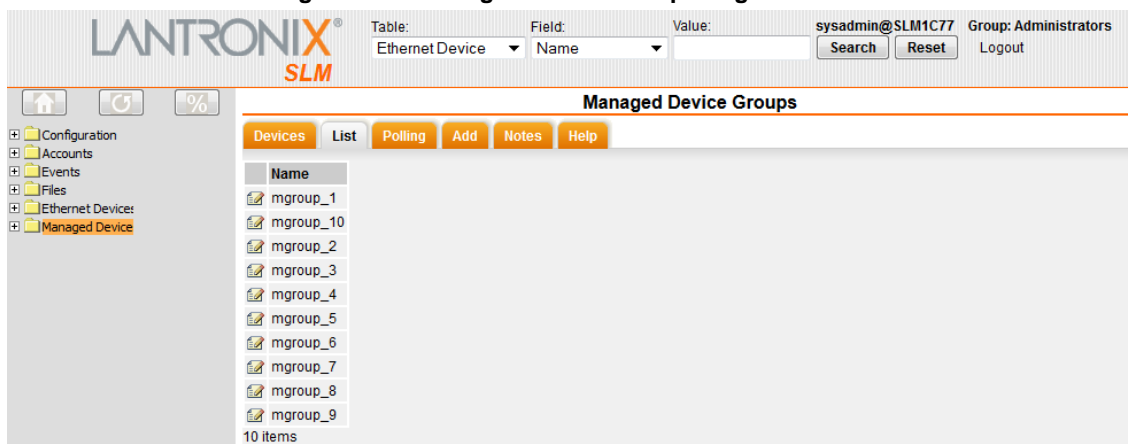 LANTRONIX®
SLM
Table: Field: Value: sysadmin@SLM1C77 Group: Administrators
Ethernet Device Name Search Reset Logout
%
Managed Device Groups
Configuration
Accounts
Events
Files
Ethernet Devices
Managed Device
Devices List Polling Add Notes Help
Name
mgroup_1
mgroup_10
mgroup_2
mgroup_3
mgroup_4
mgroup_5
mgroup_6
mgroup_7
mgroup_8
mgroup_9
10 items